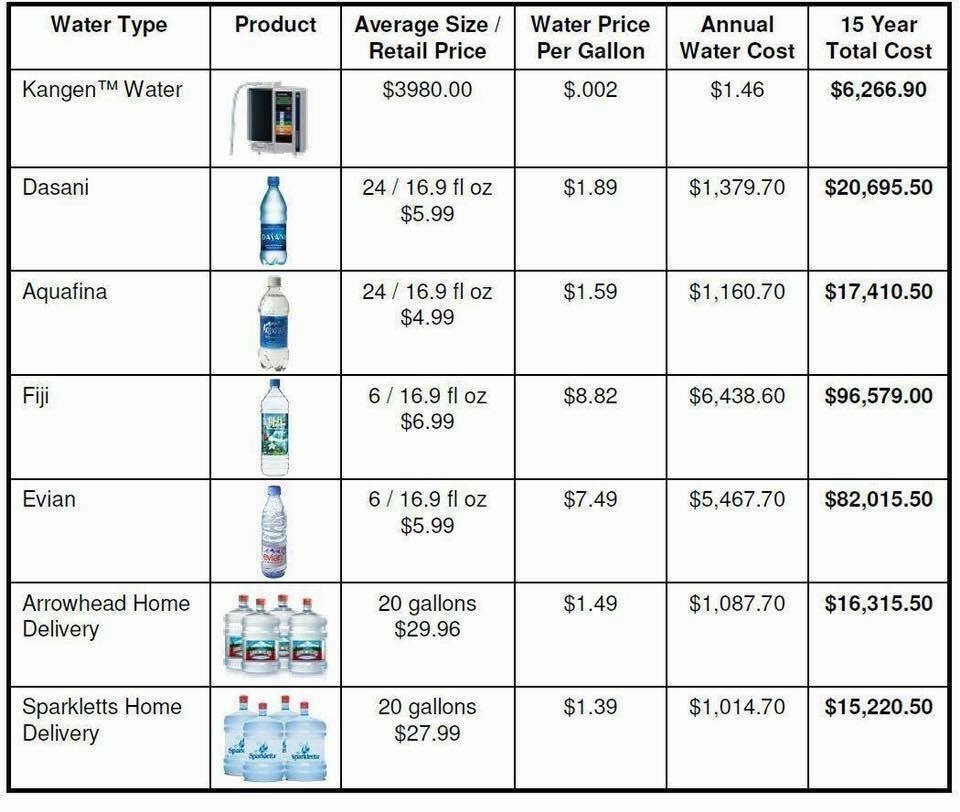 Water Type
Product
Average Size /
Retail Price
Water Price
Per Gallon
Annual
Water Cost
15 Year
Total Cost
Kangen™ Water
$3980.00
$.002
$1.46
$6,266.90
Dasani
DASANI
24 / 16.9 fl oz
$5.99
$1.89
$1,379.70
$20,695.50
Aquafina
24 / 16.9 fl oz
$4.99
$1.59
$1,160.70
$17,410.50
Fiji
FIJI
6 / 16.9 fl oz
$6.99
$8.82
$6,438.60
$96,579.00
Evian
evian
6 / 16.9 fl oz
$5.99
$7.49
$5,467.70
$82,015.50
Arrowhead Home
Delivery
20 gallons
$29.96
$1.49
$1,087.70
$16,315.50
Sparkletts Home
Delivery
Sparkletts
Sparkletts
20 gallons
$27.99
$1.39
$1,014.70
$15,220.50